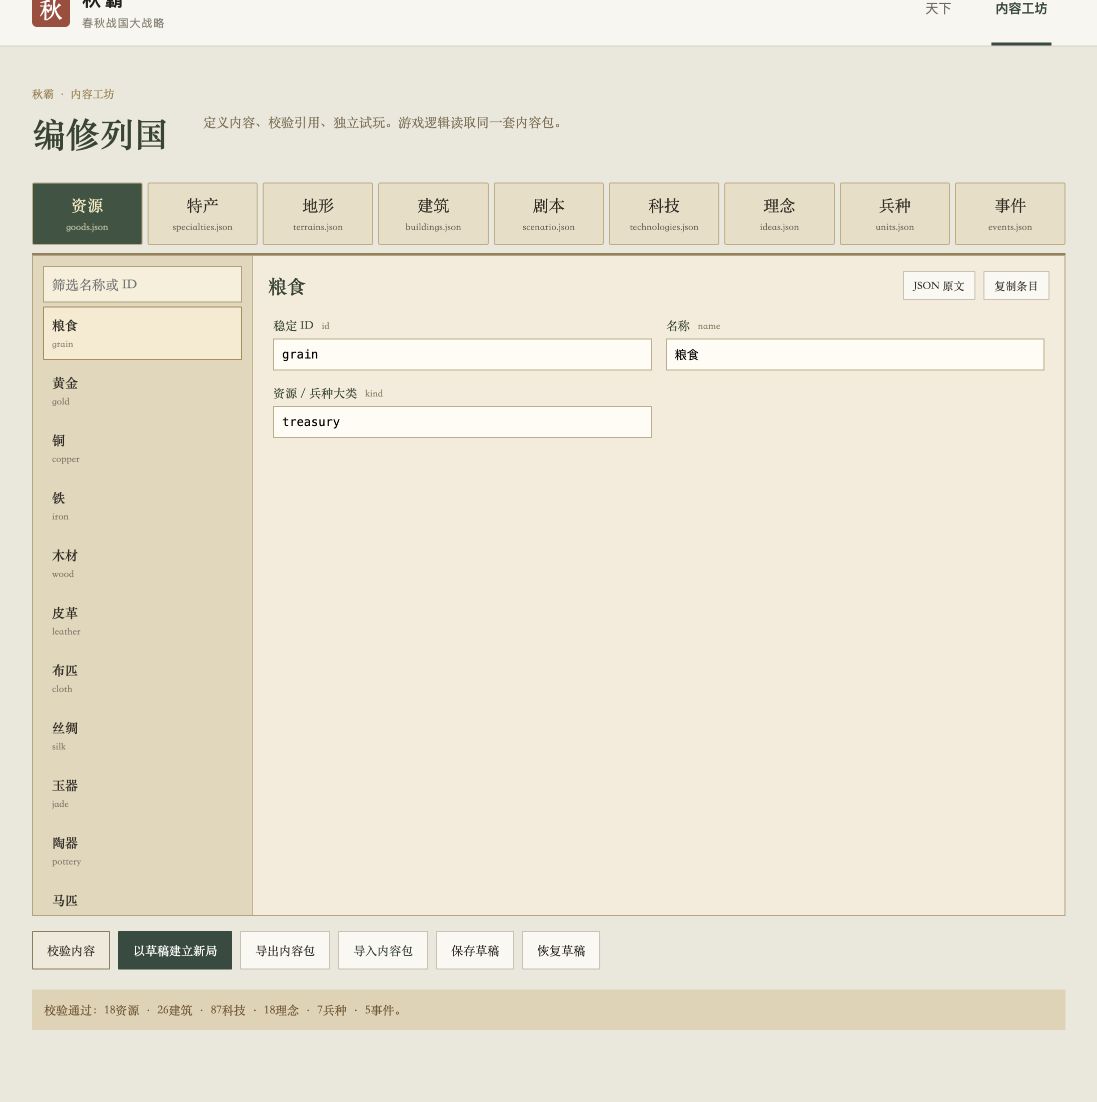 秋
秋霸
春秋战国大战略
天下
内容工坊
秋霸 · 内容工坊
编修列国
定义内容、校验引用、独立试玩。游戏逻辑读取同一套内容包。
资源
goods.json
特产
specialties.json
地形
terrains.json
建筑
buildings.json
剧本
scenario.json
科技
technologies.json
理念
ideas.json
兵种
units.json
事件
events.json
筛选名称或 ID
粮食
grain
黄金
gold
铜
copper
铁
iron
木材
wood
皮革
leather
布匹
cloth
丝绸
silk
玉器
jade
陶器
pottery
马匹
粮食
JSON 原文
复制条目
稳定 ID id
grain
名称 name
粮食
资源 / 兵种大类 kind
treasury
校验内容
以草稿建立新局
导出内容包
导入内容包
保存草稿
恢复草稿
校验通过：18资源 · 26建筑 · 87科技 · 18理念 · 7兵种 · 5事件。